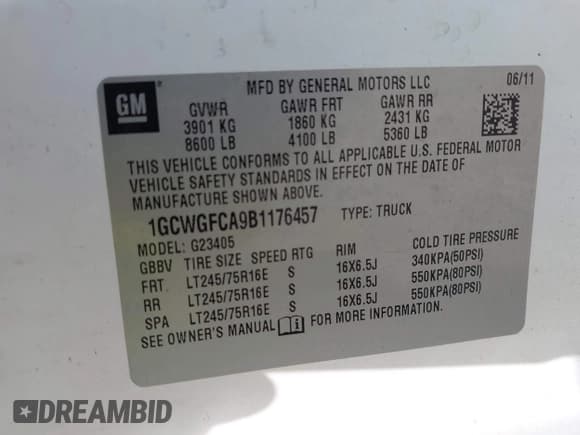 GM
MFD BY GENERAL MOTORS LLC 06/11
GVWR GAWR FRT GAWR RR
3901 KG 1860 KG 2431 KG
8600 LB 4100 LB 5360 LB
THIS VEHICLE CONFORMS TO ALL APPLICABLE U.S. FEDERAL MOTOR
VEHICLE SAFETY STANDARDS IN EFFECT ON THE DATE OF
MANUFACTURE SHOWN ABOVE.
1GCWGFCA9B1176457 TYPE: TRUCK
MODEL: G23405
GBBV TIRE SIZE SPEED RTG RIM COLD TIRE PRESSURE
FRT LT245/75R16E S 16X6.5J 340KPA(50PSI)
RR LT245/75R16E S 16X6.5J 550KPA(80PSI)
SPA LT245/75R16E S 16X6.5J 550KPA(80PSI)
SEE OWNER'S MANUAL FOR MORE INFORMATION.
DREAMBID